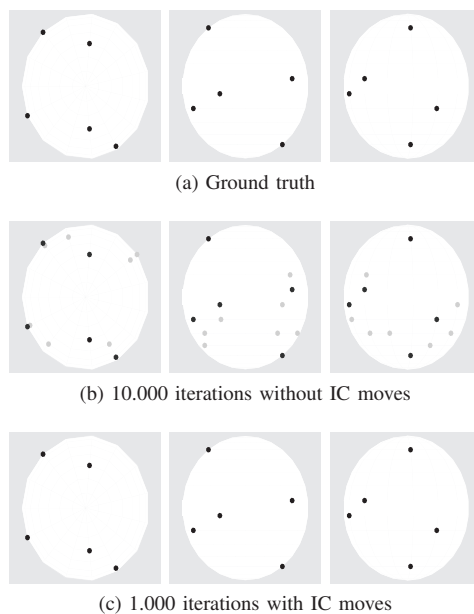 (a) Ground truth
(b) 10.000 iterations without IC moves
(c) 1.000 iterations with IC moves